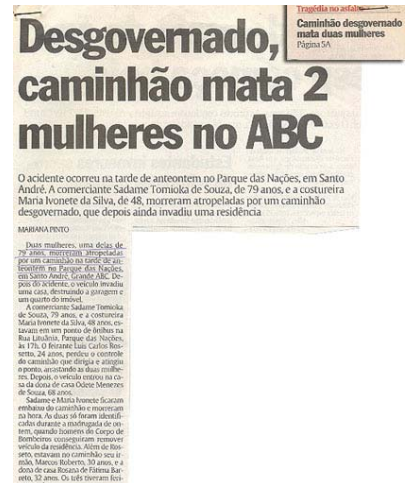 Tragédia no asfalto
Caminhão desgovernado
mata duas mulheres
Página 5A
Desgovernado,
caminhão mata 2
mulheres no ABC
O acidente ocorreu na tarde de anteontem no Parque das Nações, em Santo
André. A comerciante Sadame Tomioka de Souza, de 79 anos, e a costureira
Maria Ivonete da Silva, de 48, morreram atropeladas por um caminhão
desgovernado, que depois ainda invadiu uma residência
MARIANA PINTO
Duas mulheres, uma delas de
79 anos, morreram atropeladas
por um caminhão na tarde de an-
teontem no Parque das Nações,
em Santo André, Grande ABC. De-
pois do acidente, o veículo invadiu
uma casa, destruindo a garagem e
um quarto do imóvel.
A comerciante Sadame Tomioka
de Souza, 79 anos, e a costureira
Maria Ivonete da Silva, 48 anos, es-
tavam em um ponto de ônibus na
Rua Lituânia, Parque das Nações,
às 17h. O feirante Luis Carlos Ros-
setto, 24 anos, perdeu o controle
do caminhão que dirigia e atingiu
o ponto, arrastando as duas mulhe-
res. Depois, o veículo entrou na ca-
sa da dona de casa Odese Menezes
de Souza, 68 anos.
Sadame e Maria Ivonete ficaram
embaixo do caminhão e morreram
na hora. As duas só foram identifi-
cadas durante a madrugada de on-
tem, quando homens do Corpo de
Bombeiros conseguiram remover
veículo da residência. Além de Ros-
seto, estavam no caminhão seu ir-
mão, Marcos Roberto, 30 anos, e a
dona de casa Rosana de Fátima Bar-
reto, 32 anos. Os três tiveram feri-